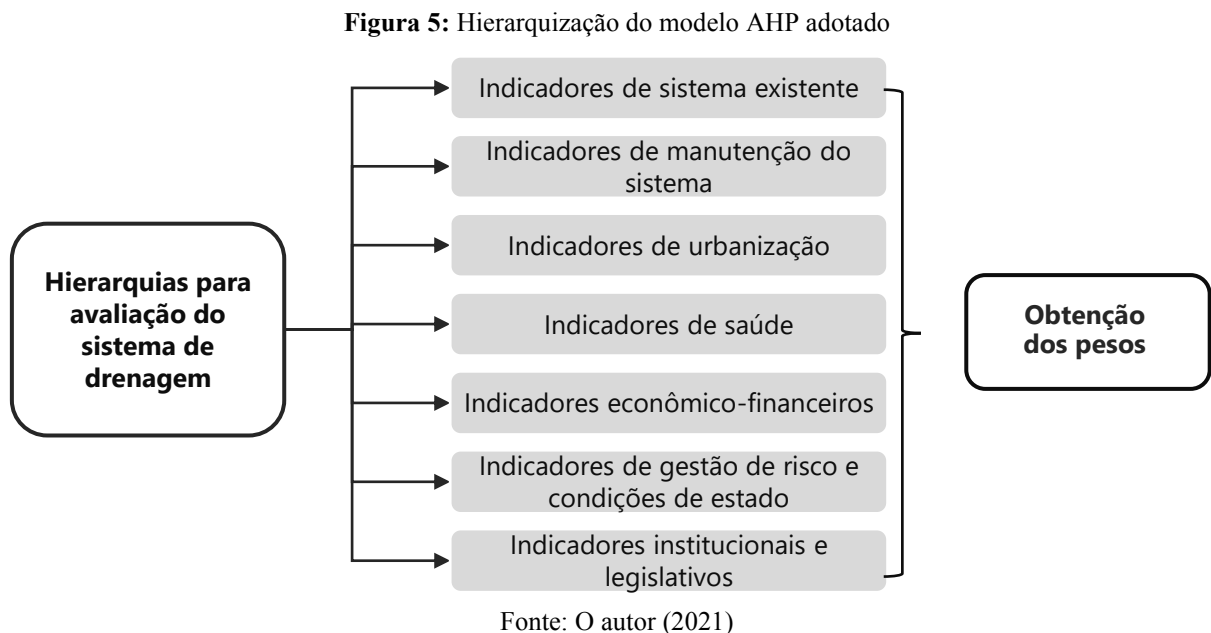 Figura 5: Hierarquização do modelo AHP adotado
Hierarquias para
avaliação do
sistema de
drenagem
Indicadores de sistema existente
Indicadores de manutenção do
sistema
Indicadores de urbanização
Indicadores de saúde
Indicadores econômico-financeiros
Indicadores de gestão de risco e
condições de estado
Indicadores institucionais e
legislativos
Obtenção
dos pesos
Fonte: O autor (2021)